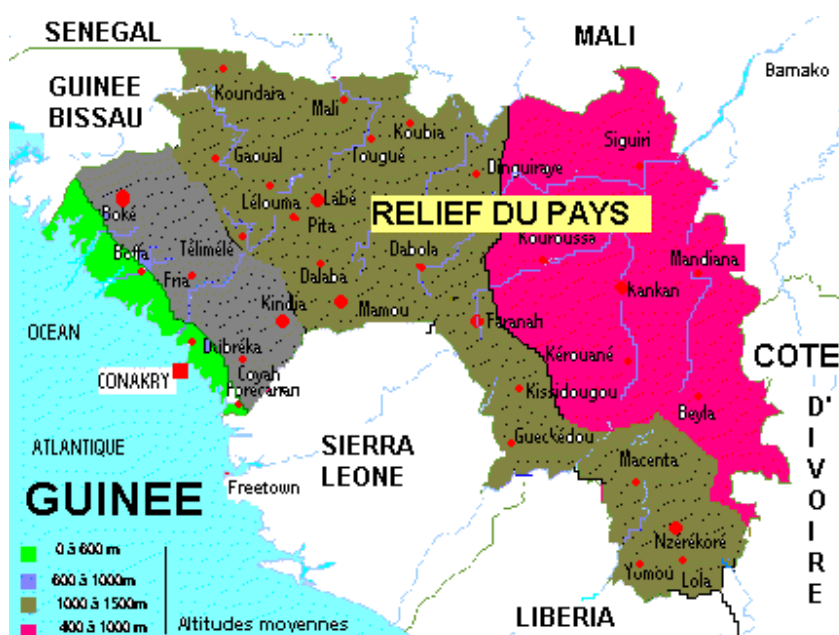 SENEGAL
MALI
GUINEE
BISSAU
Bamako
Koundara
Mali
Koubia
Siguiri
Gaoual
Tougué
Dinguiraye
Lélouma
Labé
Boké
Pita
RELIEF DU PAYS
Boffa
Télimélé
Dabola
Kouroussa
Mandiana
Fria
Dalaba
Kankan
Kindia
Mamou
Faranah
OCEAN
Dubréka
COTE
D'IVOIRE
CONAKRY
Coyah
Kérouané
Forécariah
Kissidougou
Beyla
Gueckédou
ATLANTIQUE
SIERRA
LEONE
Macenta
GUINEE
Freetown
Nzérékoré
Yomou
Lola
LIBERIA
0 à 600 m
600 à 1000m
1000 à 1500m
400 à 1000 m
Altitudes moyennes